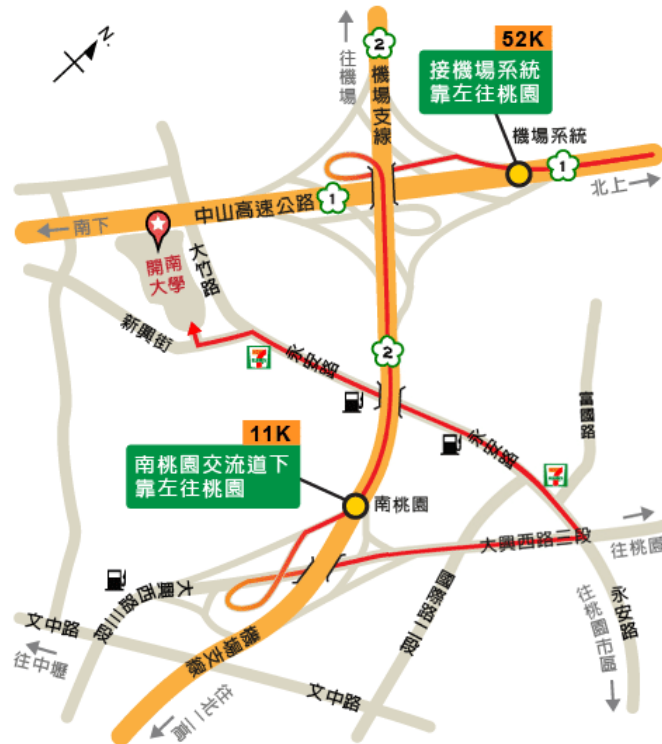 N.
2
52K
往機場
機場支線
接機場系統
靠左往桃園
機場系統
1
北上
1
中山高速公路
南下
開南
大學
大竹路
新興街
7
永安路
2
富國路
11K
南桃園交流道下
靠左往桃園
永安路
7
南桃園
大興西路二段
往桃園
大興西路三段
國際路二段
永安路
往桃園市區
文中路
往中壢
機場支線
文中路
往北二高